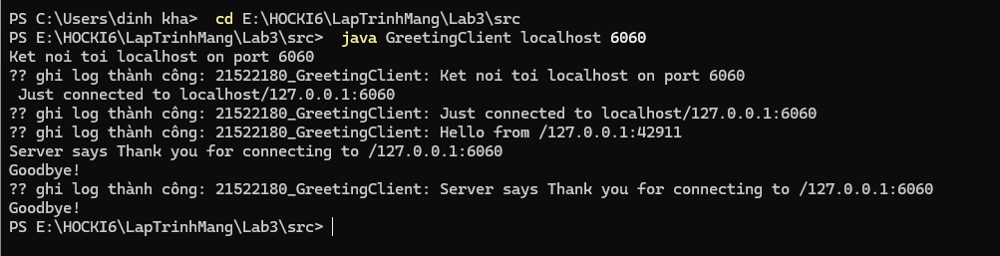 PS C:\Users\dinh kha>  cd E:\HOCKI6\LapTrinhMang\Lab3\src
PS E:\HOCKI6\LapTrinhMang\Lab3\src>  java GreetingClient localhost 6060
Ket noi toi localhost on port 6060
?? ghi log thành công: 21522180_GreetingClient: Ket noi toi localhost on port 6060
 Just connected to localhost/127.0.0.1:6060
?? ghi log thành công: 21522180_GreetingClient: Just connected to localhost/127.0.0.1:6060
?? ghi log thành công: 21522180_GreetingClient: Hello from /127.0.0.1:42911
Server says Thank you for connecting to /127.0.0.1:6060
Goodbye!
?? ghi log thành công: 21522180_GreetingClient: Server says Thank you for connecting to /127.0.0.1:6060
Goodbye!
PS E:\HOCKI6\LapTrinhMang\Lab3\src>